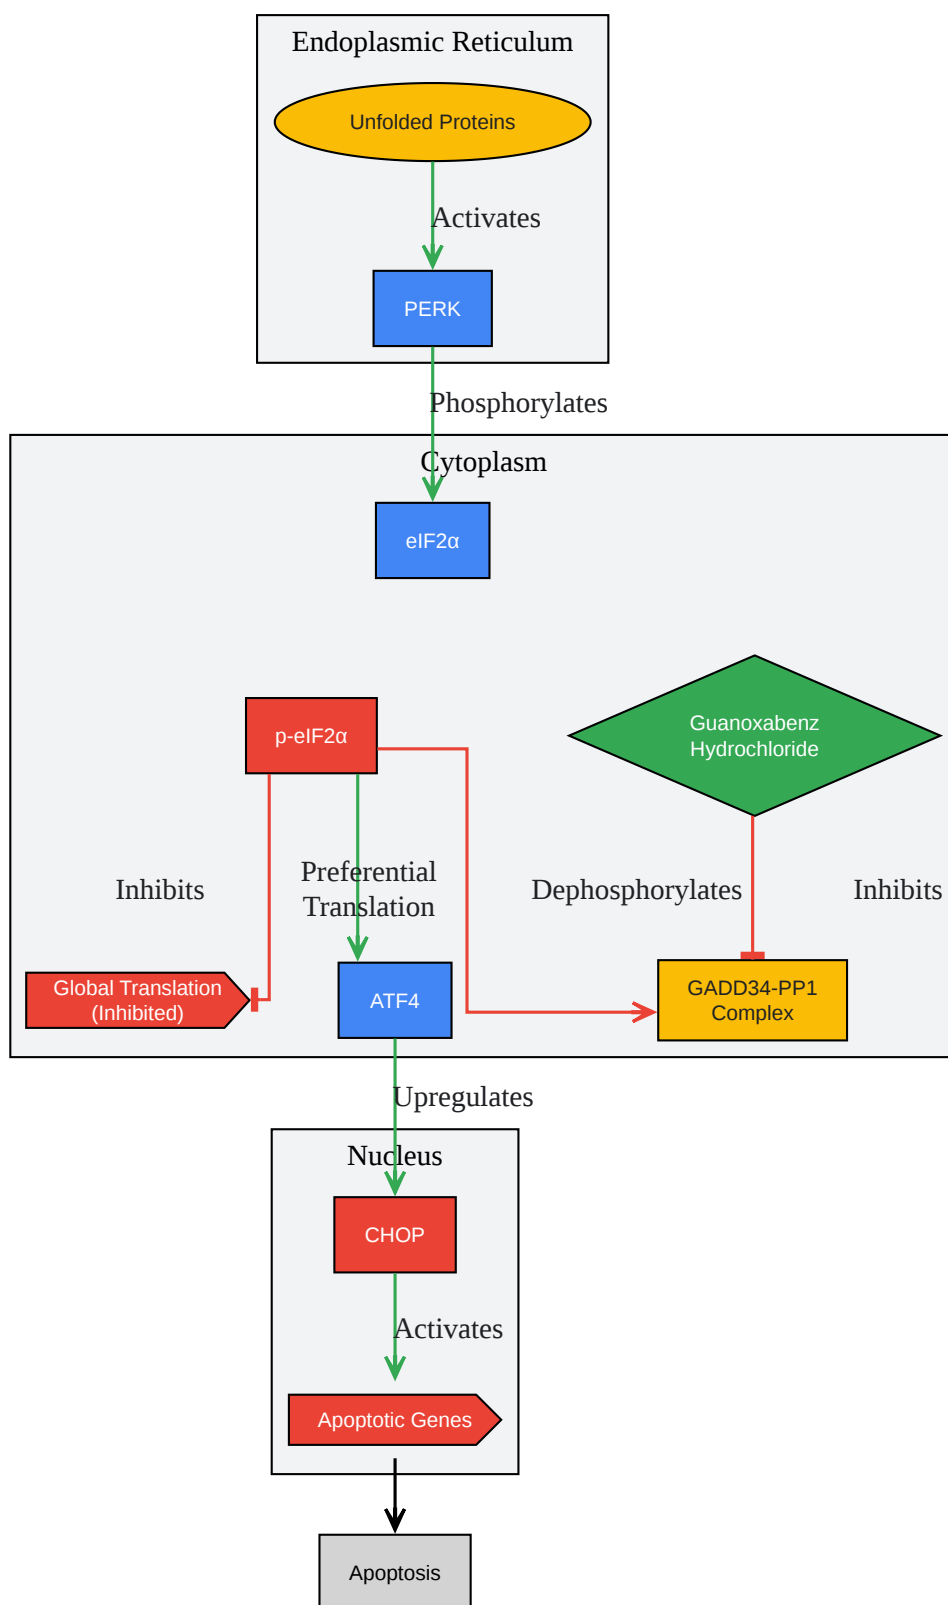 Endoplasmic Reticulum
Unfolded Proteins
Activates
PERK
Phosphorylates
Cytoplasm
eIF2α
p-eIF2α
Guanoxabenz
Hydrochloride
Inhibits
Preferential
Translation
Dephosphorylates
Inhibits
Global Translation
(Inhibited)
ATF4
GADD34-PP1
Complex
Upregulates
Nucleus
CHOP
Activates
Apoptotic Genes
Apoptosis